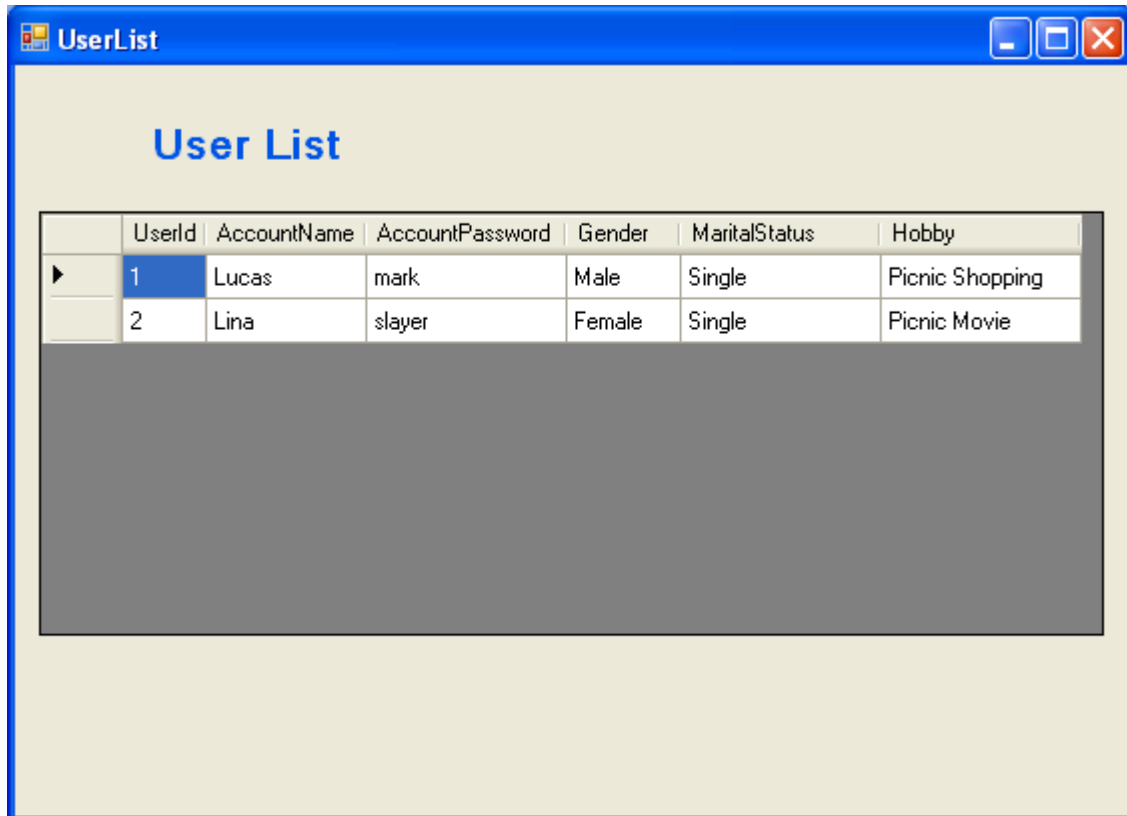 UserList
User List
UserId AccountName AccountPassword Gender MaritalStatus Hobby
1 Lucas mark Male Single Picnic Shopping
2 Lina slayer Female Single Picnic Movie